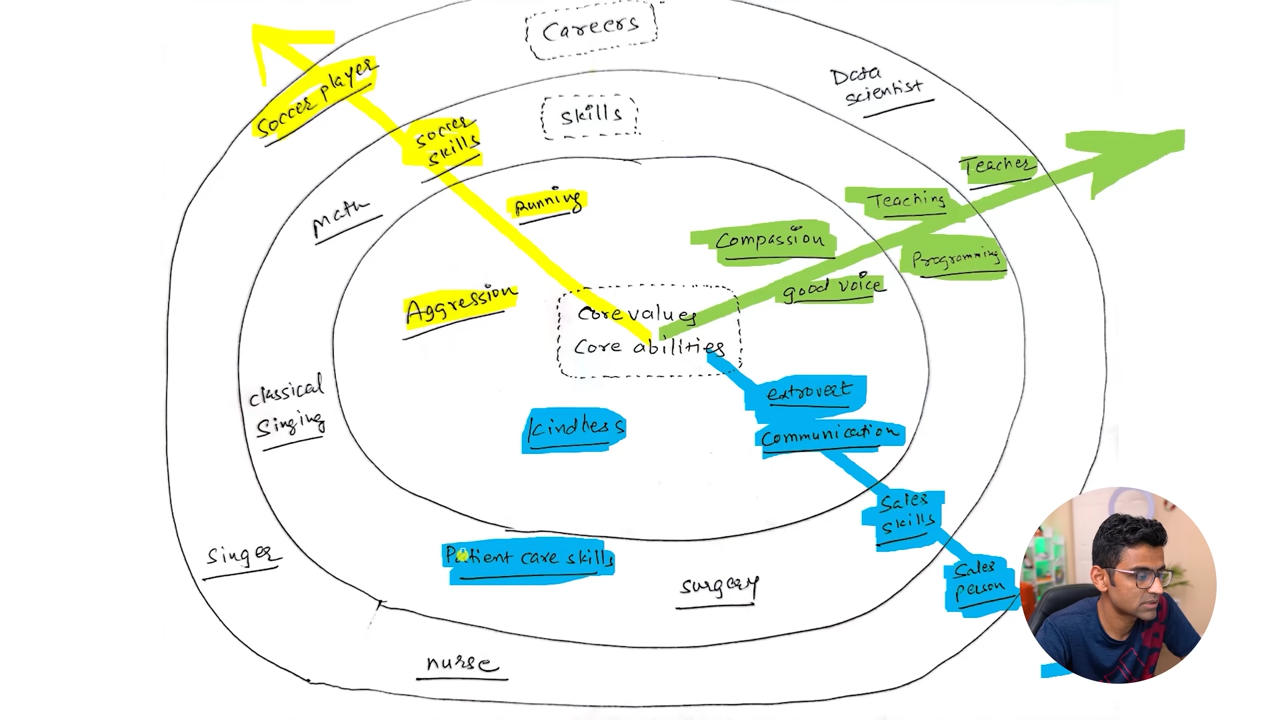 Careers
Soccer player
Data
scientist
Skills
soccer
skills
Teacher
Math
Running
Teaching
Compassion
Programming
good voice
Aggression
Core values
Core abilities
extrovert
classical
Singing
Kindness
Communication
Sales
skills
Singer
Patient care skills
surgery
Sales
person
nurse